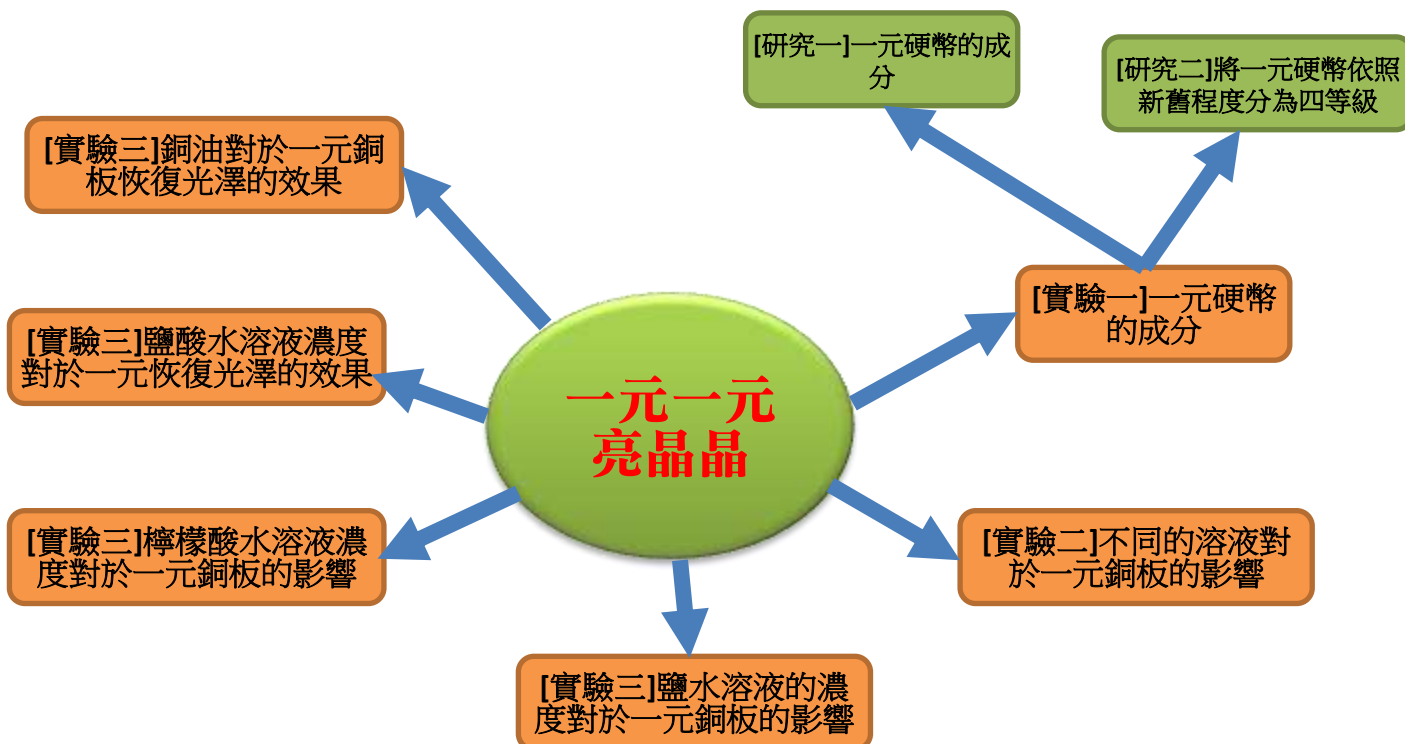 [研究一]一元硬幣的成
分
[研究二]將一元硬幣依照
新舊程度分為四等級
[實驗三]銅油對於一元銅
板恢復光澤的效果
[實驗一]一元硬幣
的成分
[實驗三]鹽酸水溶液濃度
對於一元恢復光澤的效果
一元一元
亮晶晶
[實驗三]檸檬酸水溶液濃
度對於一元銅板的影響
[實驗二]不同的溶液對
於一元銅板的影響
[實驗三]鹽水溶液的濃
度對於一元銅板的影響